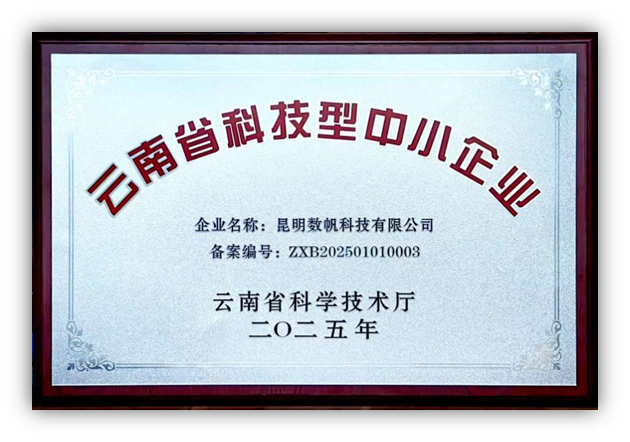 云南省科技型中小企业
企业名称：昆明数帆科技有限公司
备案编号：ZXB202501010003
云南省科学技术厅
二〇二五年